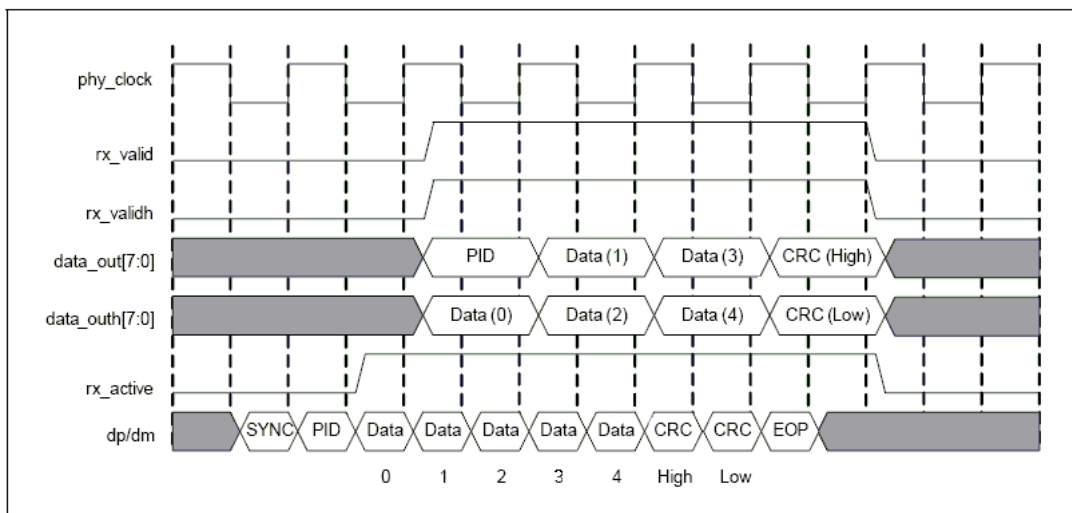 phy_clock
rx_valid
rx_validh
data_out[7:0] PID Data (1) Data (3) CRC (High)
data_outh[7:0] Data (0) Data (2) Data (4) CRC (Low)
rx_active
dp/dm SYNC PID Data Data Data Data Data CRC CRC EOP
0 1 2 3 4 High Low